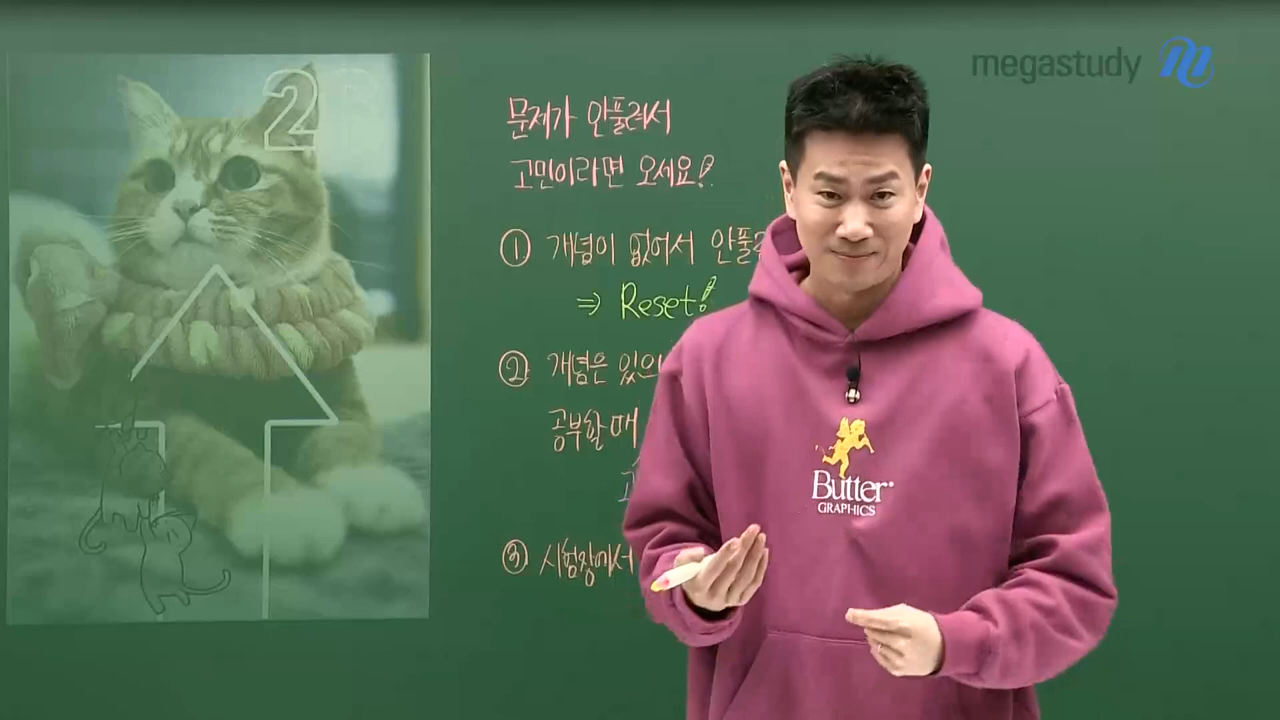 megastudy
2
문제가 안풀려서
고민이라면 오세요!
① 개념이 없어서 안풀
⇒ Reset!
② 개념은 있으
공부할 때
③ 시험장에서
Butter
GRAPHICS